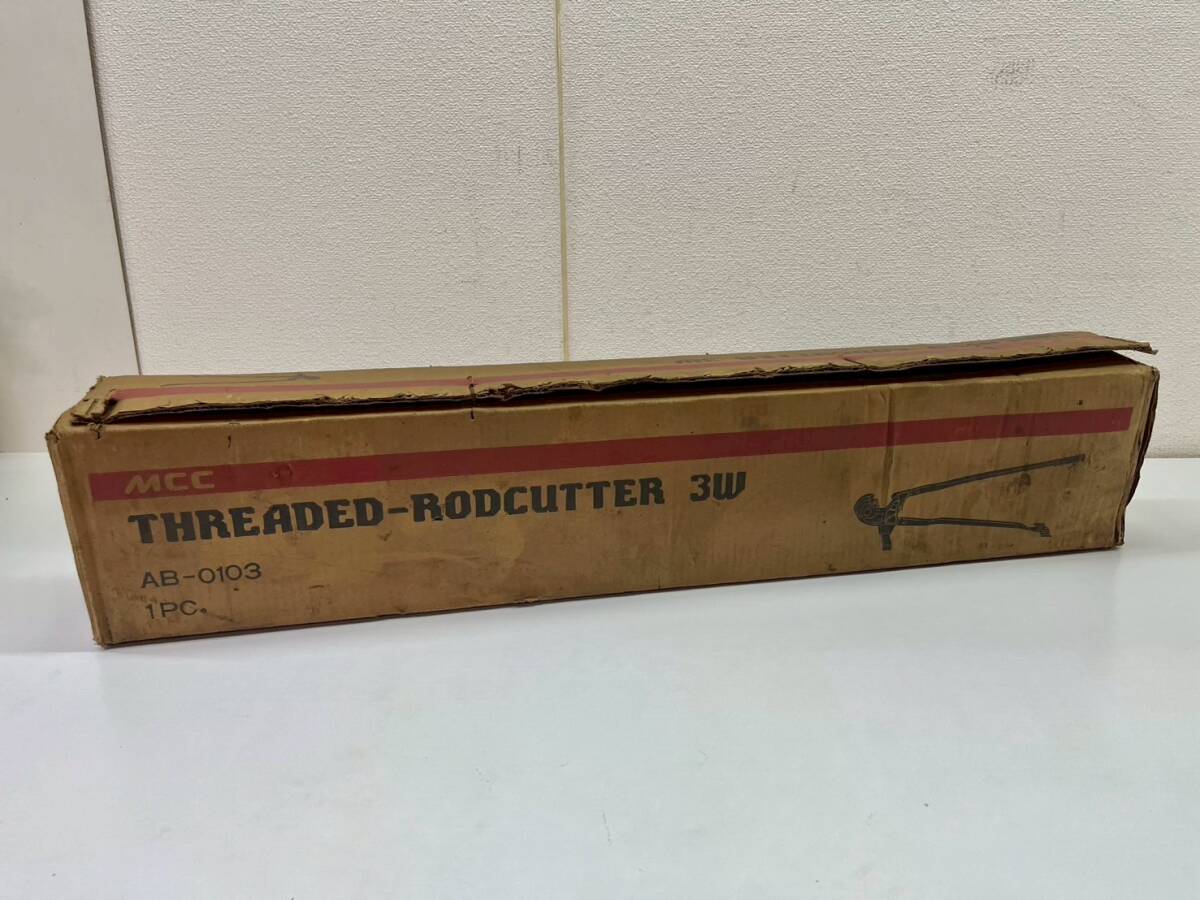 MCC
THREADED-RODCUTTER 3W
AB-0103
1PC.